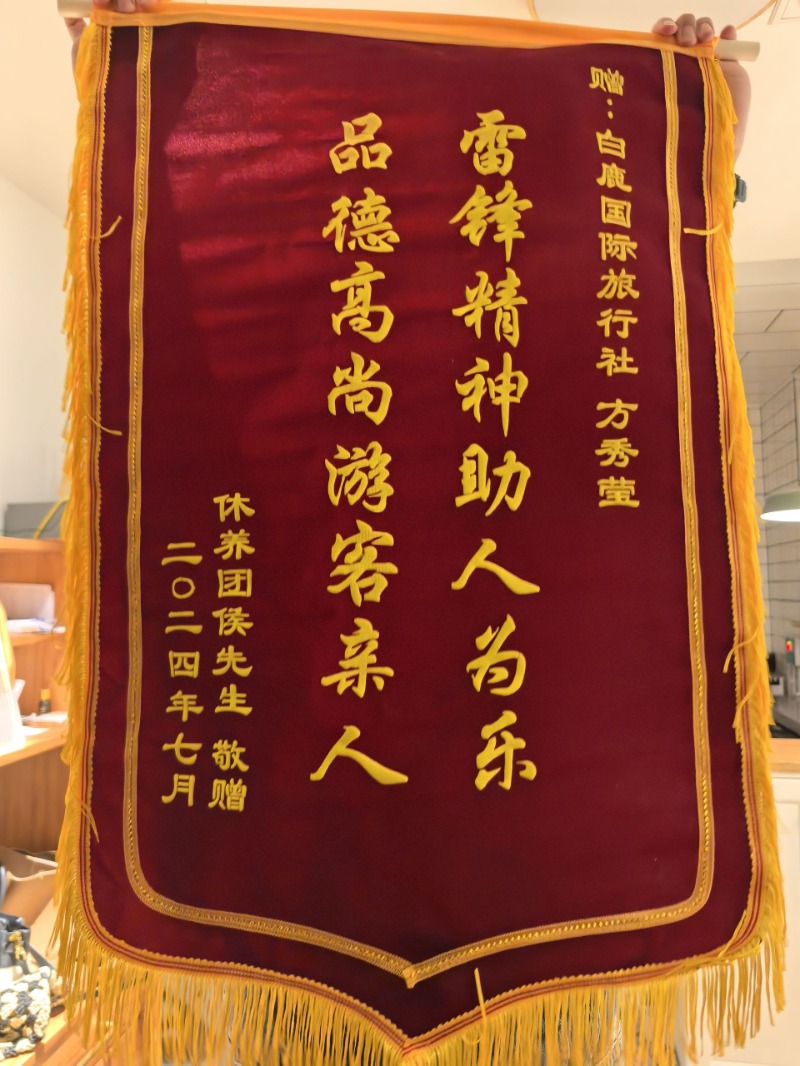 赠：白鹿国际旅行社 方秀莹
雷锋精神助人为乐
品德高尚游客亲人
休养团侯先生 敬赠
二〇二四年七月